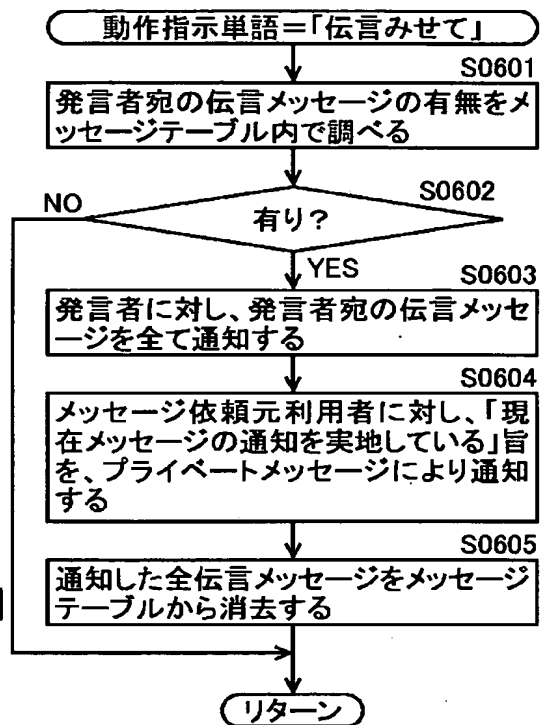 動作指示単語=「伝言みせて」
S0601
発言者宛の伝言メッセージの有無をメ
ッセージテーブル内で調べる
S0602
NO
有り?
YES
S0603
発言者に対し、発言者宛の伝言メッセ
ージを全て通知する
S0604
メッセージ依頼元利用者に対し、「現
在メッセージの通知を実地している」旨
を、プライベートメッセージにより通知
する
S0605
通知した全伝言メッセージをメッセージ
テーブルから消去する
リターン